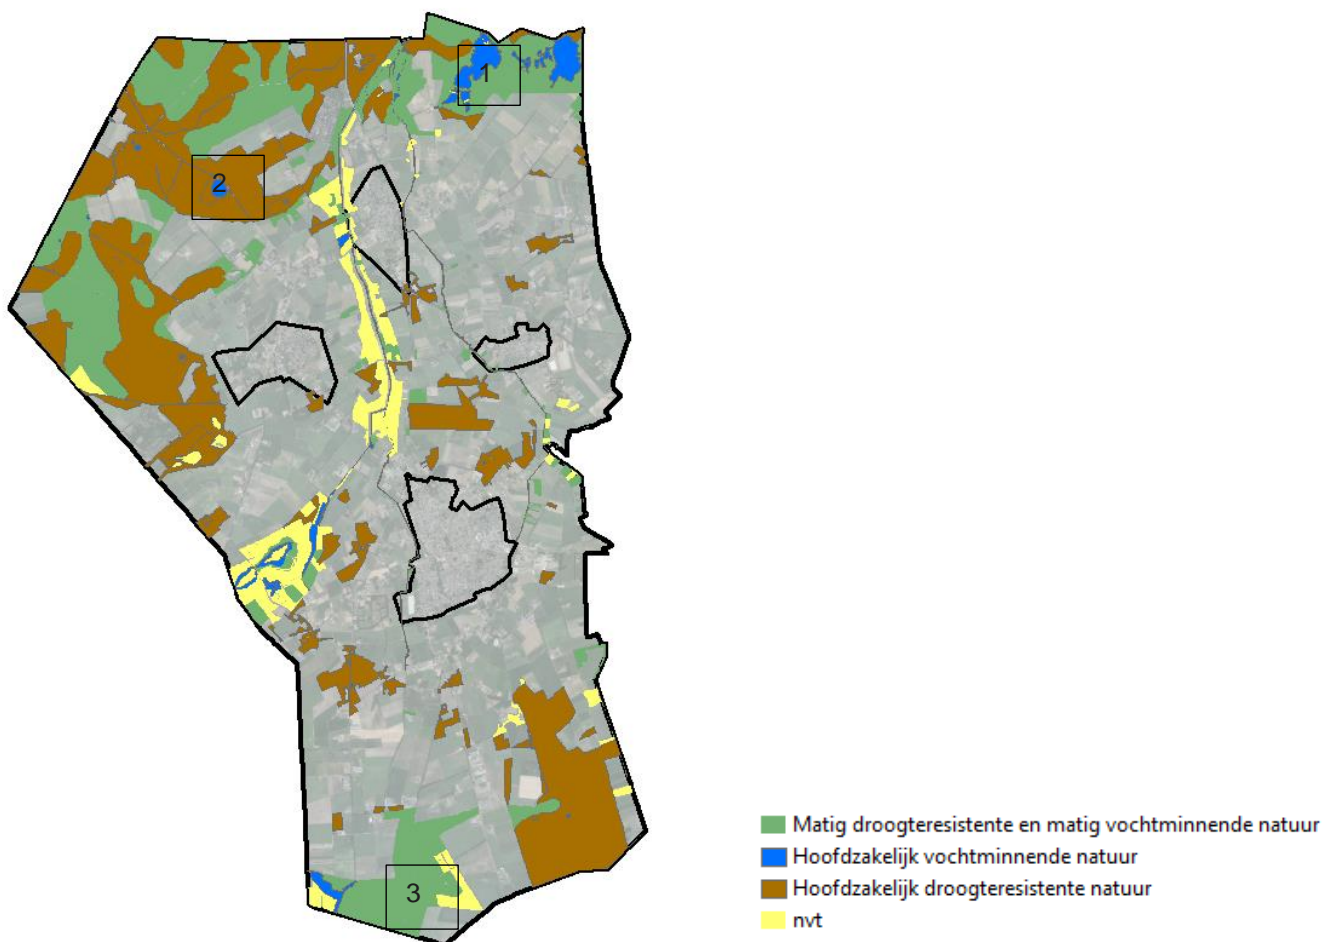 1
2
3
Matig droogteresistente en matig vochtminnende natuur
Hoofdzakelijk vochtminnende natuur
Hoofdzakelijk droogteresistente natuur
nvt